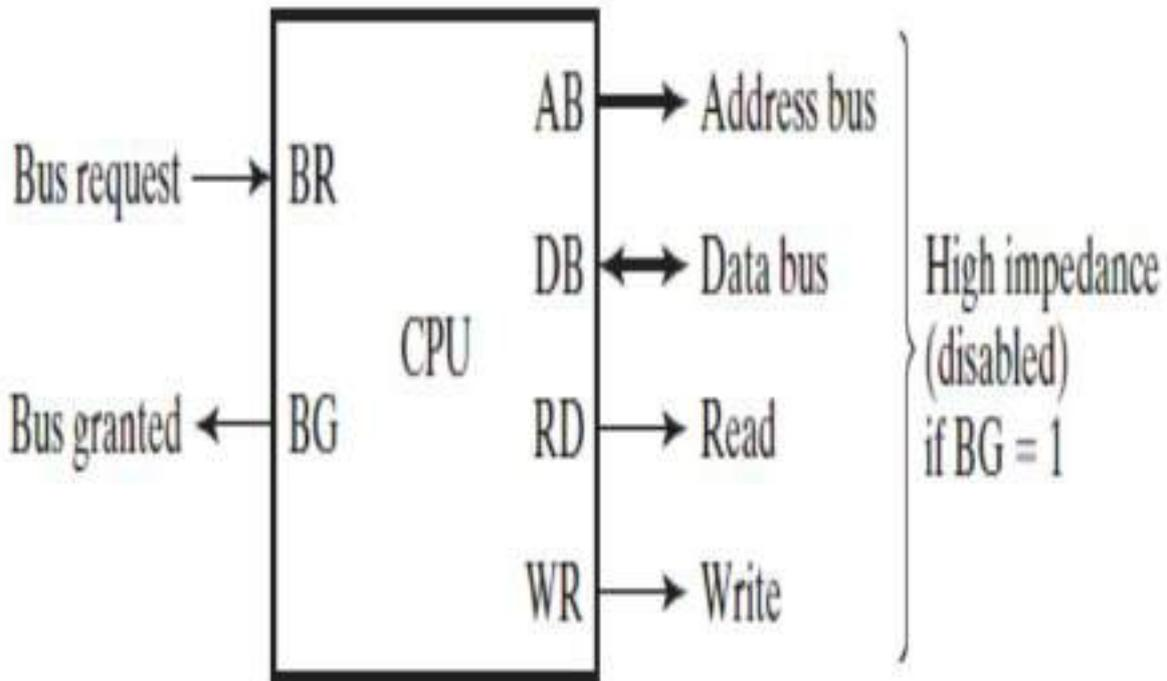 Bus request
BR
Bus granted
BG
CPU
AB
Address bus
DB
Data bus
RD
Read
WR
Write
High impedance
(disabled)
if BG = 1